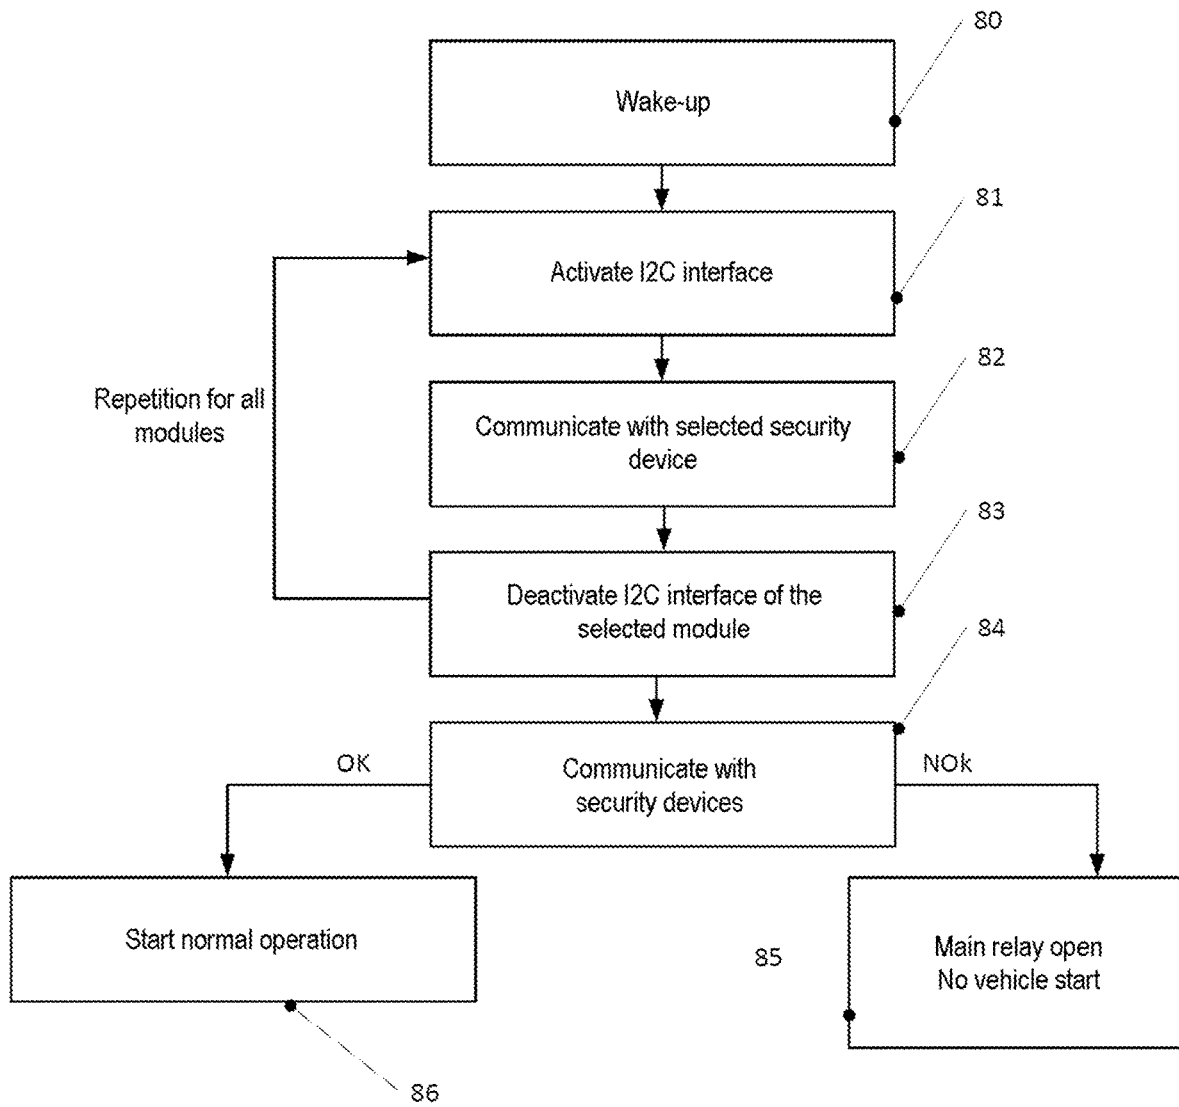 80
Wake-up
81
Activate I2C interface
82
Repetition for all
modules
Communicate with selected security
device
83
Deactivate I2C interface of the
selected module
84
OK
Communicate with
security devices
NOk
Start normal operation
85
Main relay open
No vehicle start
86